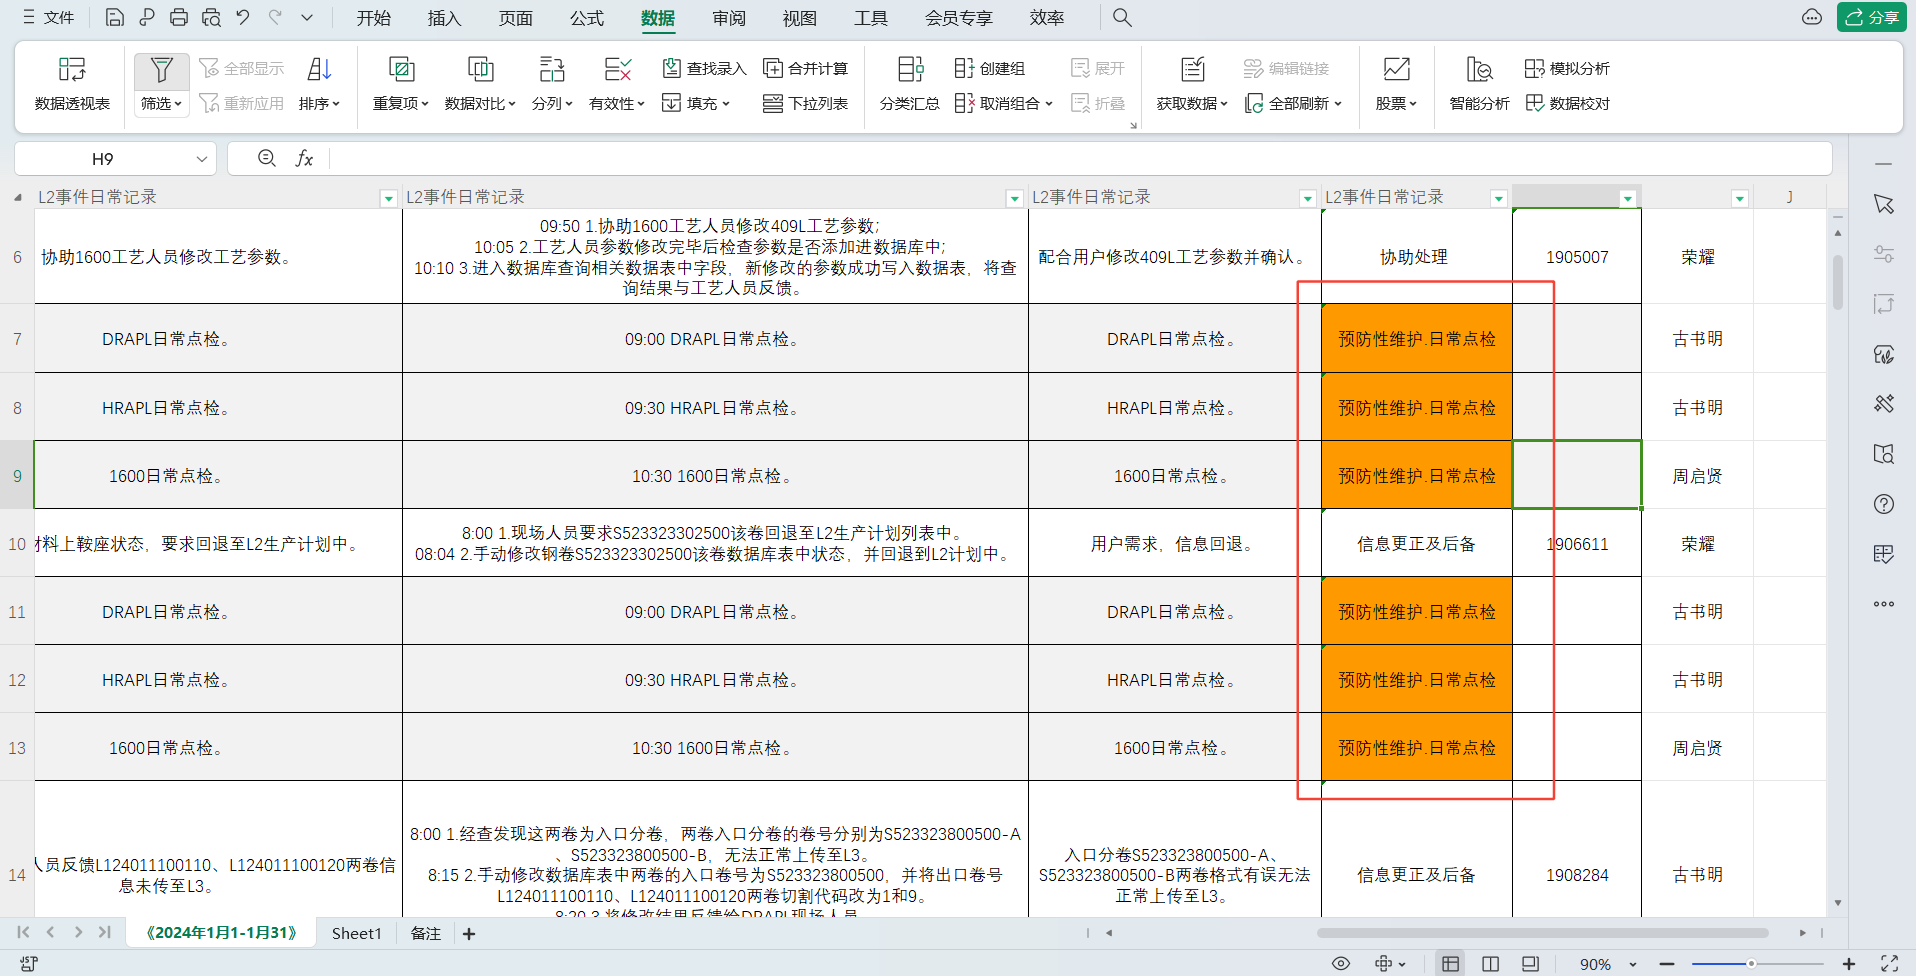 文件
开始
插入
页面
公式
数据
审阅
视图
工具
会员专享
效率
分享
数据透视表
筛选
全部显示
重新应用
排序
重复项
数据对比
分列
有效性
查找录入
填充
合并计算
下拉列表
分类汇总
创建组
取消组合
展开
折叠
获取数据
编辑链接
全部刷新
股票
智能分析
模拟分析
数据校对
H9
fx
L2事件日常记录
L2事件日常记录
L2事件日常记录
L2事件日常记录
J
6
协助1600工艺人员修改工艺参数。
09:50 1.协助1600工艺人员修改409L工艺参数；
10:05 2.工艺人员参数修改完毕后检查参数是否添加进数据库中；
10:10 3.进入数据库查询相关数据表中字段，新修改的参数成功写入数据表，将查
询结果与工艺人员反馈。
配合用户修改409L工艺参数并确认。
协助处理
1905007
荣耀
7
DRAPL日常点检。
09:00 DRAPL日常点检。
DRAPL日常点检。
预防性维护.日常点检
古书明
8
HRAPL日常点检。
09:30 HRAPL日常点检。
HRAPL日常点检。
预防性维护.日常点检
古书明
9
1600日常点检。
10:30 1600日常点检。
1600日常点检。
预防性维护.日常点检
周启贤
10
材料上鞍座状态，要求回退至L2生产计划中。
8:00 1.现场人员要求S523323302500该卷回退至L2生产计划列表中。
08:04 2.手动修改钢卷S523323302500该卷数据库表中状态，并回退到L2计划中。
用户需求，信息回退。
信息更正及后备
1906611
荣耀
11
DRAPL日常点检。
09:00 DRAPL日常点检。
DRAPL日常点检。
预防性维护.日常点检
古书明
12
HRAPL日常点检。
09:30 HRAPL日常点检。
HRAPL日常点检。
预防性维护.日常点检
古书明
13
1600日常点检。
10:30 1600日常点检。
1600日常点检。
预防性维护.日常点检
周启贤
14
人员反馈L124011100110、L124011100120两卷信
息未传至L3。
8:00 1.经查发现这两卷为入口分卷，两卷入口分卷的卷号分别为S523323800500-A
、S523323800500-B，无法正常上传至L3。
8:15 2.手动修改数据库表中两卷的入口卷号为S523323800500，并将出口卷号
L124011100110、L124011100120两卷切割代码改为1和9。
8:20 3.将修改结果反馈给DRAPL现场人员
入口分卷S523323800500-A、
S523323800500-B两卷格式有误无法
正常上传至L3。
信息更正及后备
1908284
古书明
《2024年1月1-1月31》
Sheet1
备注
90%